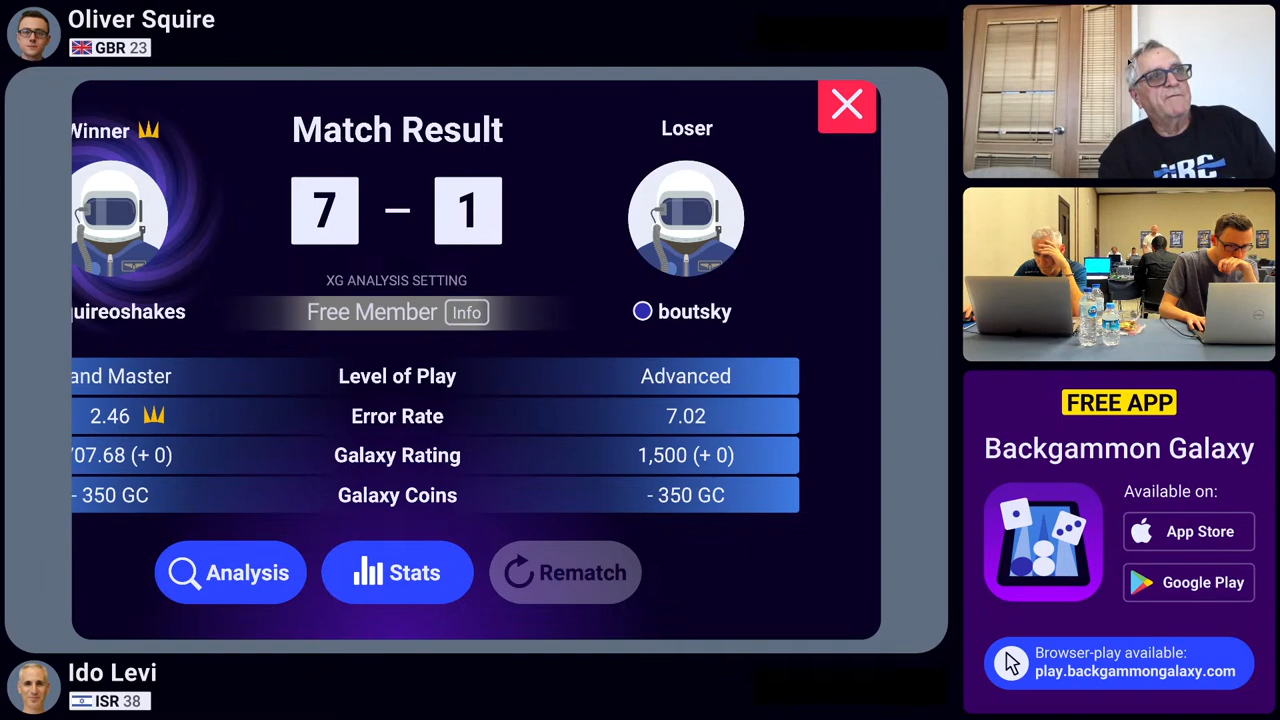 Oliver Squire
GBR 23
Winner
Match Result
Loser
7 – 1
XG ANALYSIS SETTING
Free Member Info
uireoshakes
boutsky
and Master Level of Play Advanced
2.46 Error Rate 7.02
707.68 (+ 0) Galaxy Rating 1,500 (+ 0)
- 350 GC Galaxy Coins - 350 GC
Analysis Stats Rematch
Ido Levi
ISR 38
FREE APP
Backgammon Galaxy
Available on:
App Store
Google Play
Browser-play available:
play.backgammongalaxy.com